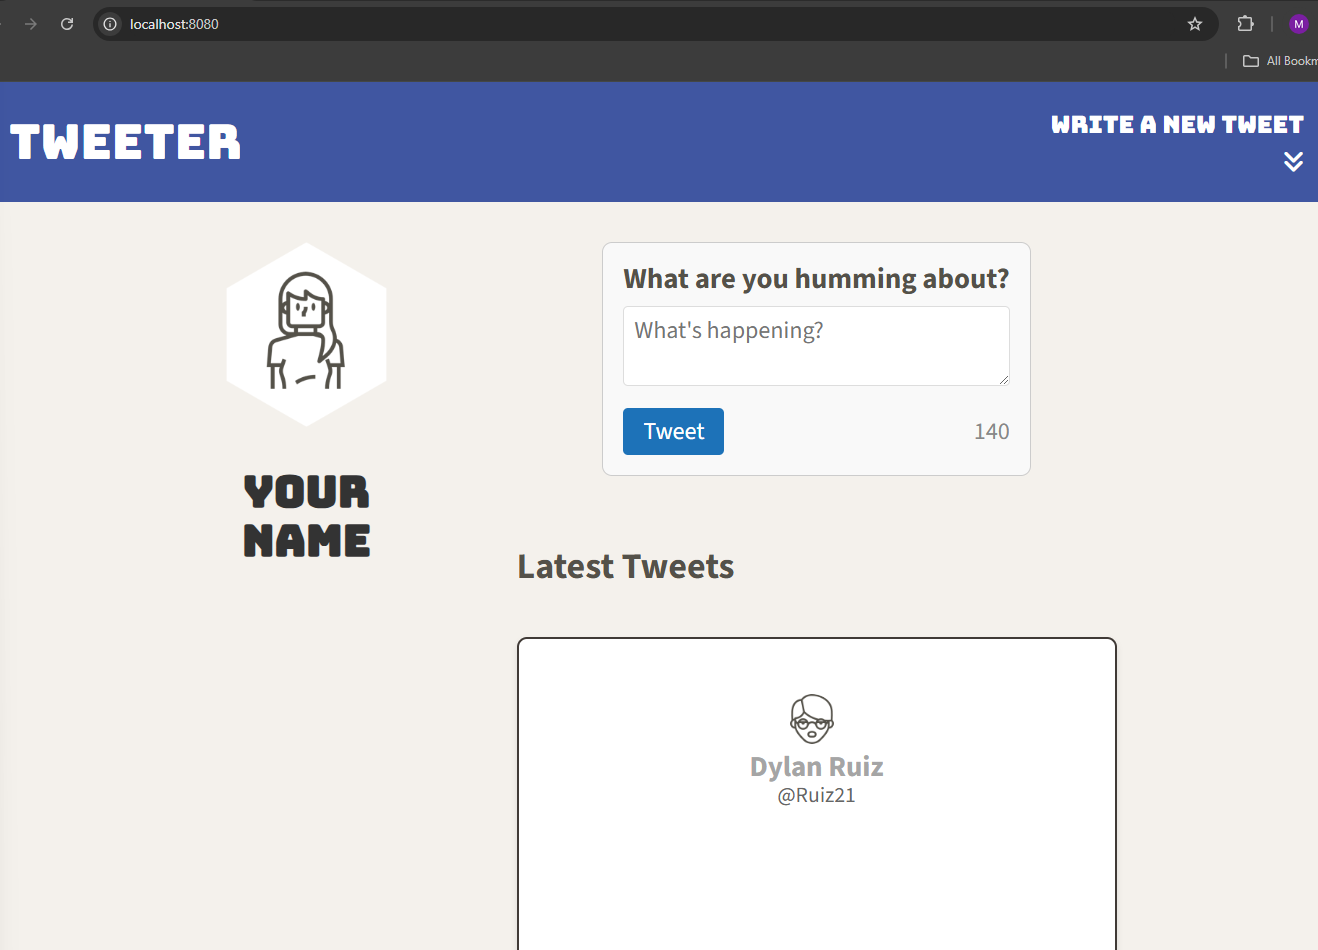 localhost:8080
M
All Bookm
TWEETER
WRITE A NEW TWEET
What are you humming about?
What's happening?
Tweet
140
YOUR
NAME
Latest Tweets
Dylan Ruiz
@Ruiz21